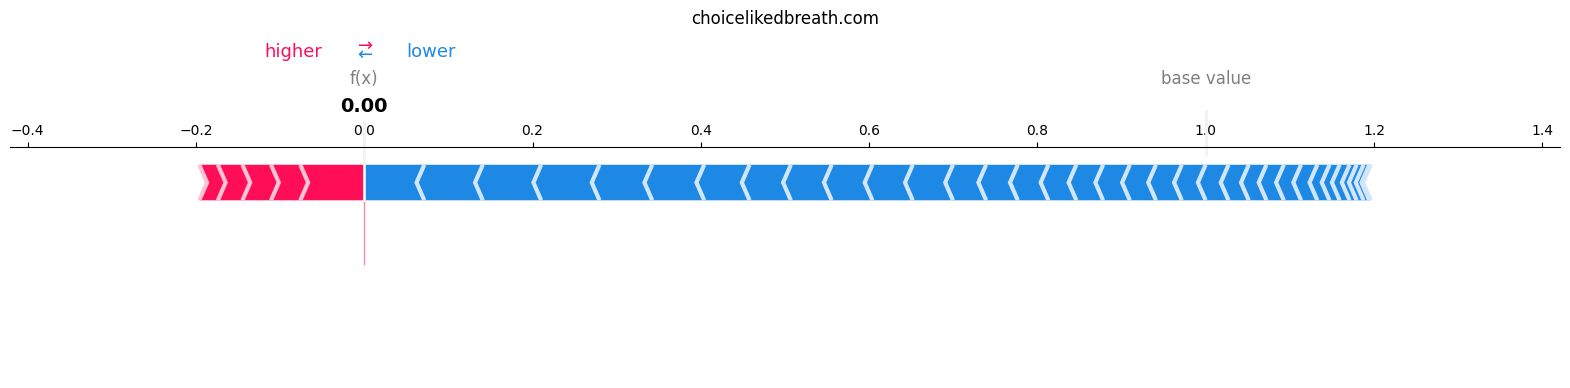 choicelikedbreath.com
higher → ← lower
f(x) base value
0.00
−0.4 −0.2 0.0 0.2 0.4 0.6 0.8 1.0 1.2 1.4